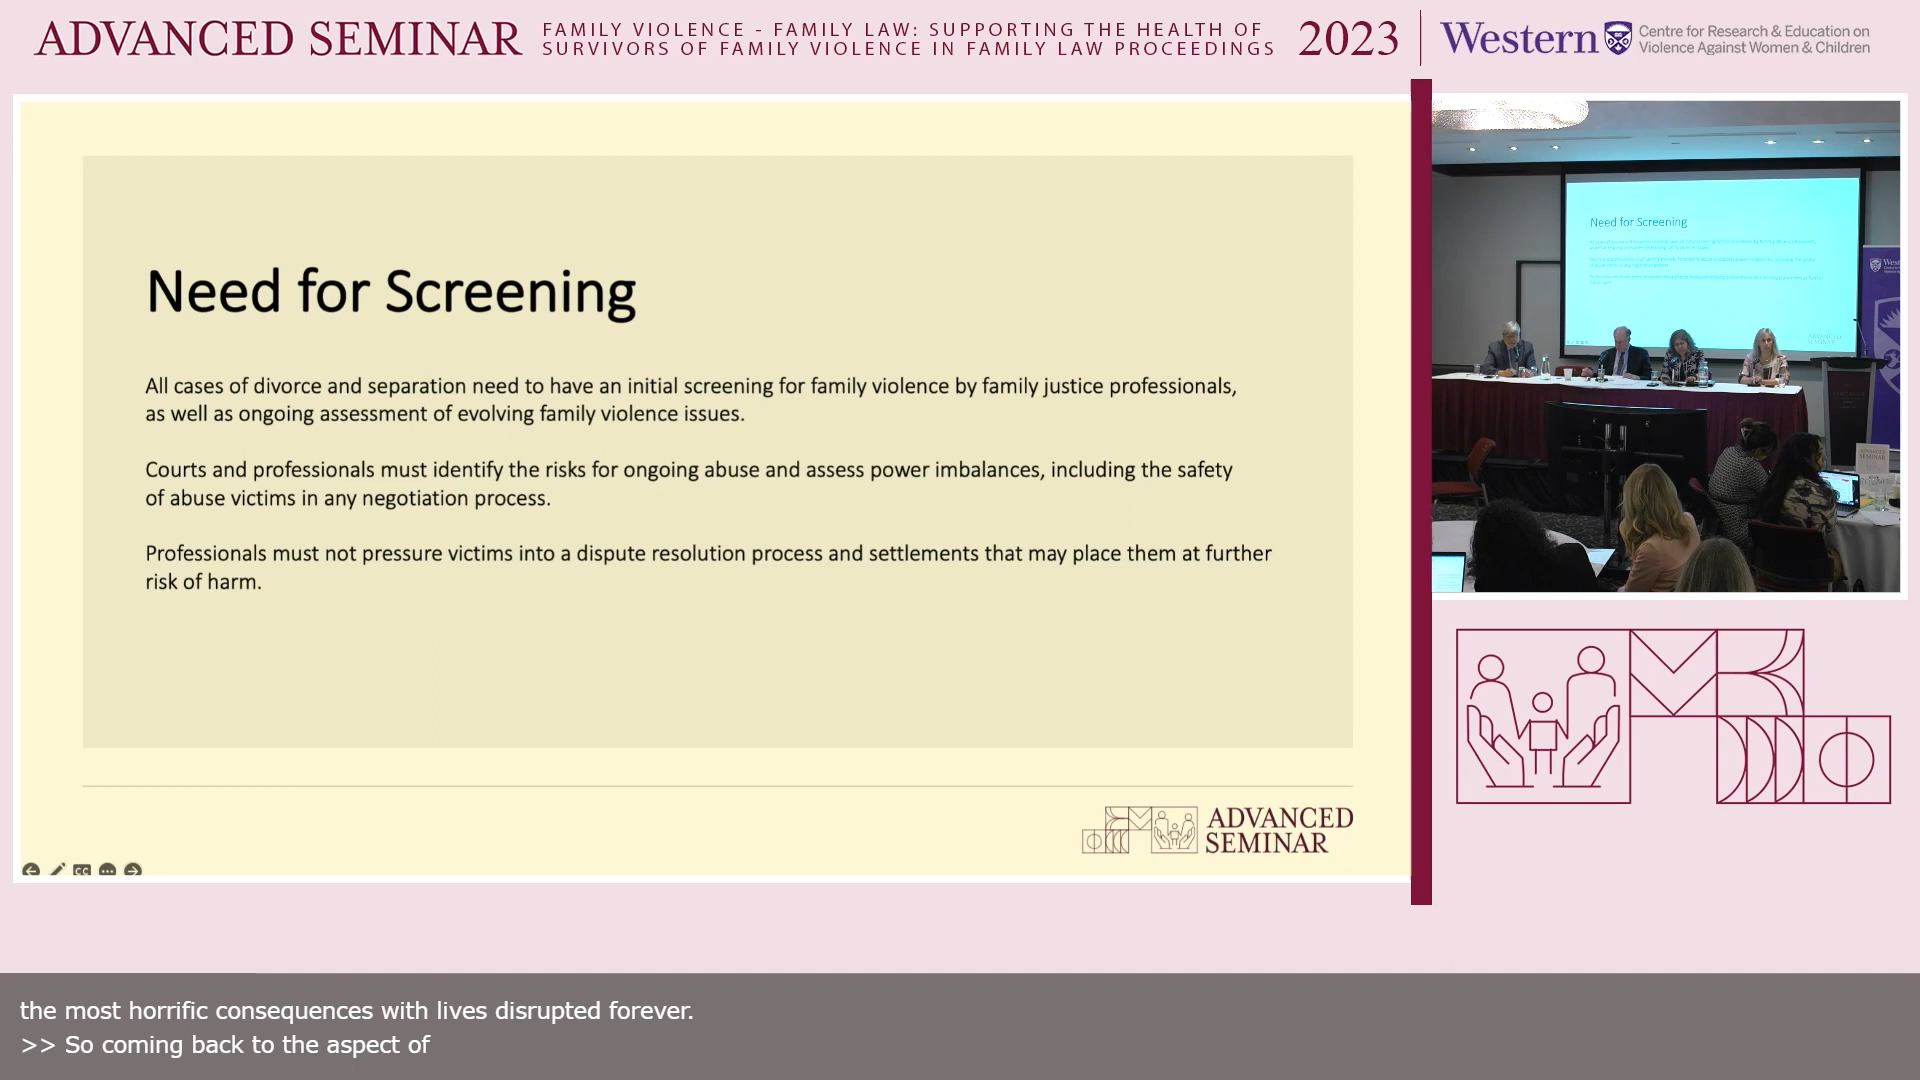 ADVANCED SEMINAR
FAMILY VIOLENCE - FAMILY LAW: SUPPORTING THE HEALTH OF
SURVIVORS OF FAMILY VIOLENCE IN FAMILY LAW PROCEEDINGS
2023
Western
Centre for Research & Education on
Violence Against Women & Children
Need for Screening
All cases of divorce and separation need to have an initial screening for family violence by family justice professionals,
as well as ongoing assessment of evolving family violence issues.
Courts and professionals must identify the risks for ongoing abuse and assess power imbalances, including the safety
of abuse victims in any negotiation process.
Professionals must not pressure victims into a dispute resolution process and settlements that may place them at further
risk of harm.
ADVANCED
SEMINAR
CC
Need for Screening
the most horrific consequences with lives disrupted forever.
>> So coming back to the aspect of